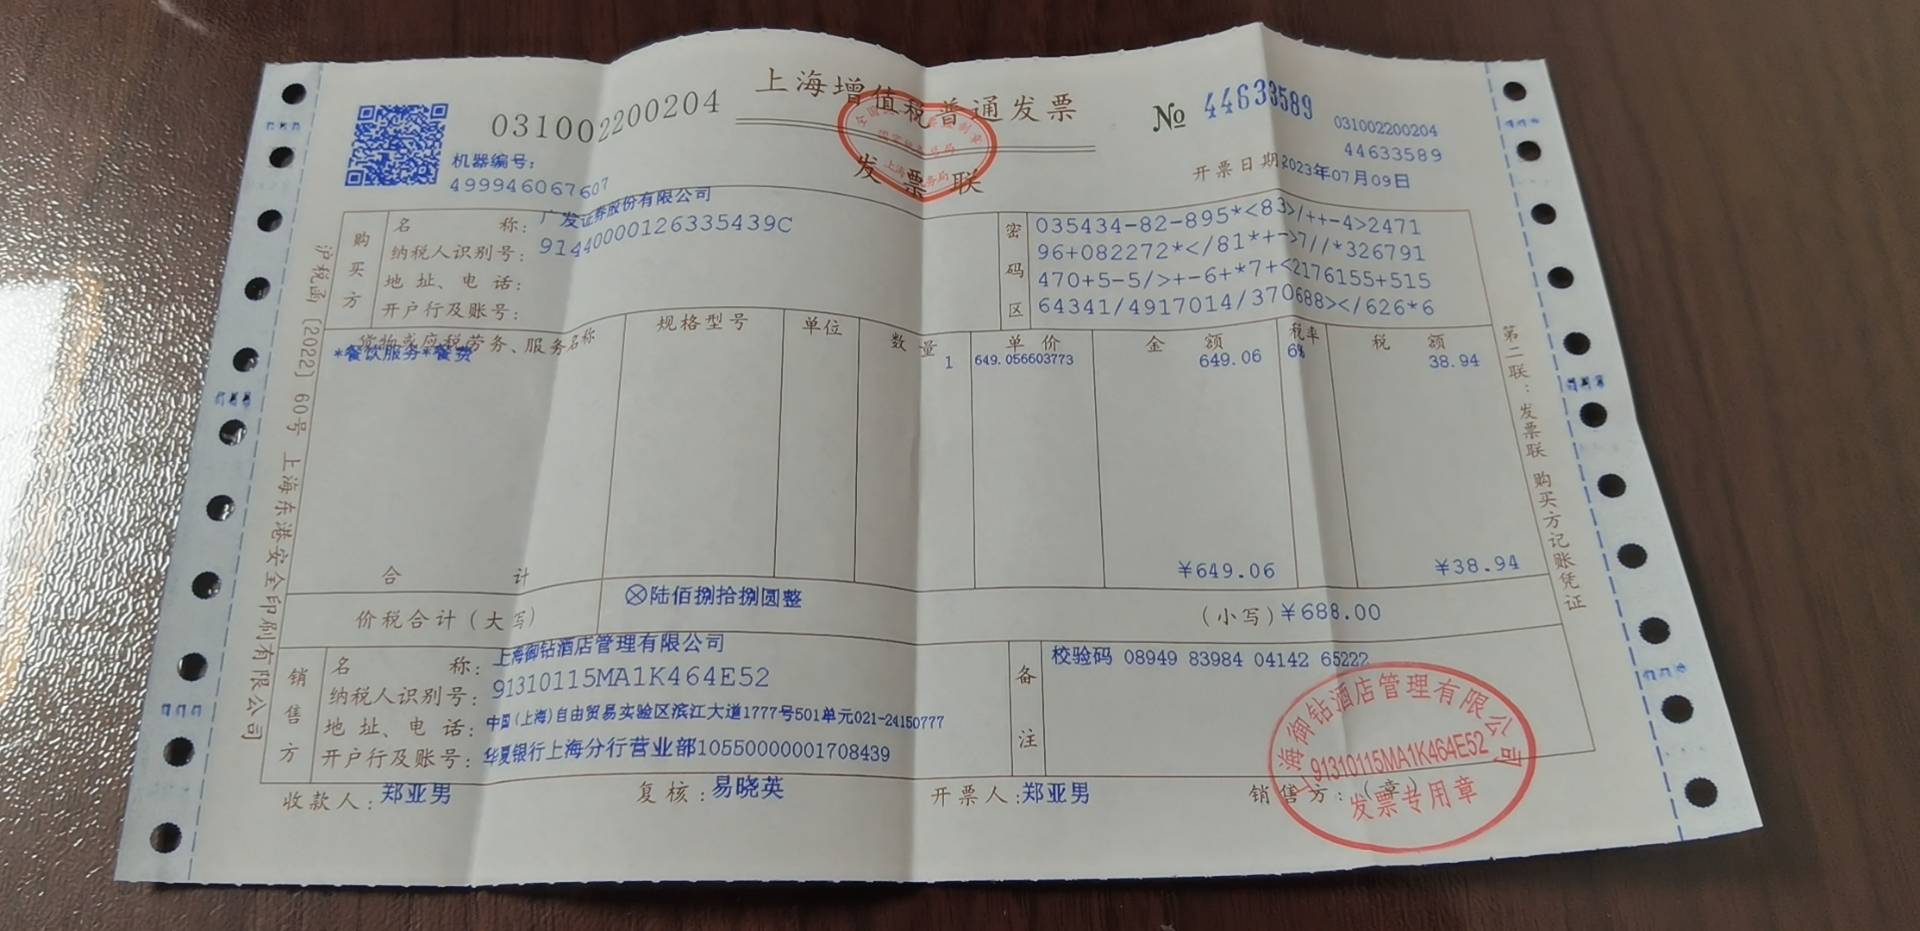 031002200204
上海增值税普通发票
发票联
№ 44633589
031002200204
44633589
机器编号:
499946067607
开票日期2023年07月09日
购买方
名称: 广发证券股份有限公司
纳税人识别号: 91440000126335439C
地址、电话:
开户行及账号:
密码区
035434-82-895*<83>/++-4>2471
96+082272*</81*+->7//*326791
470+5-5/>+-6+*7+<2176155+515
64341/4917014/370688></626*6
货物或应税劳务、服务名称 规格型号 单位 数量 单价 金额 税率 税额
*餐饮服务*餐费 1 649.056603773 649.06 6% 38.94
合计 ¥649.06 ¥38.94
价税合计(大写) ⊗陆佰捌拾捌圆整 (小写)¥688.00
销售方
名称: 上海御钻酒店管理有限公司
纳税人识别号: 91310115MA1K464E52
地址、电话: 中国(上海)自由贸易实验区滨江大道1777号501单元021-24150777
开户行及账号: 华夏银行上海分行营业部10550000001708439
备注
校验码 08949 83984 04142 65222
收款人: 郑亚男 复核: 易晓英 开票人: 郑亚男 销售方:(章)
上海御钻酒店管理有限公司
91310115MA1K464E52
发票专用章
沪税函〔2022〕60号 上海东港安全印刷有限公司
第二联:发票联 购买方记账凭证